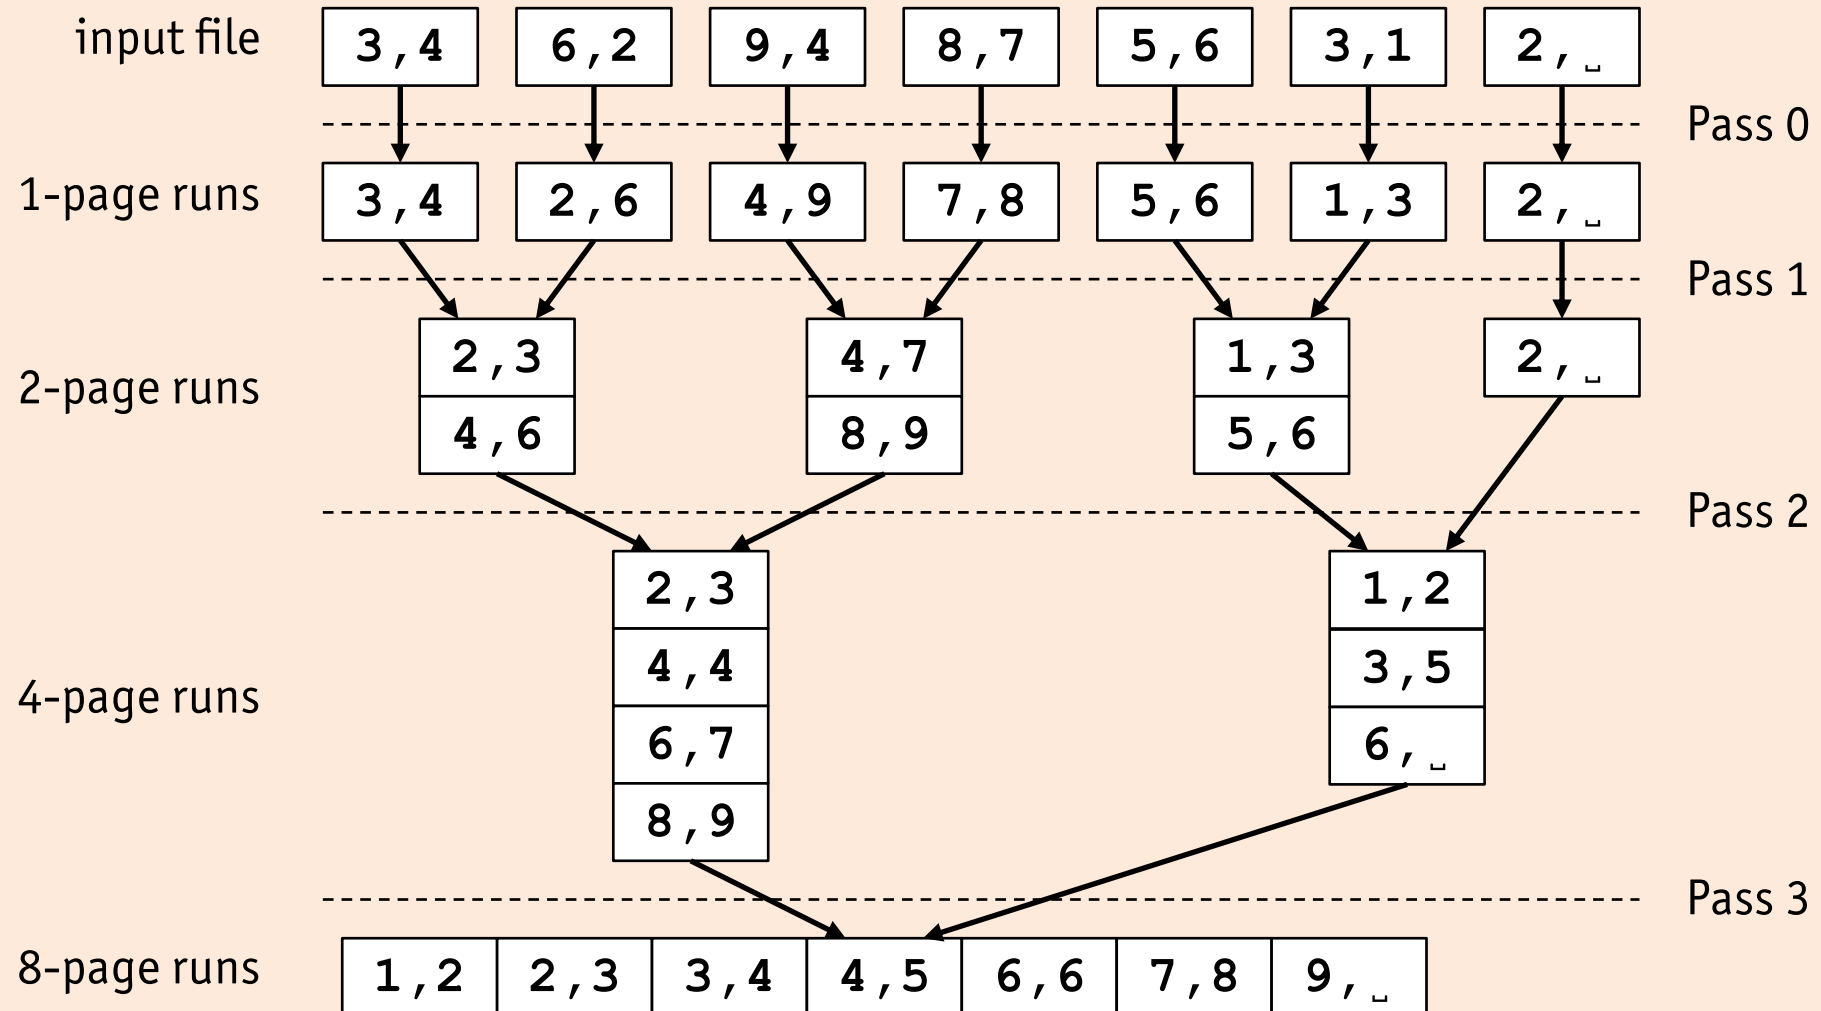 input file 3,4 6,2 9,4 8,7 5,6 3,1 2,␣
Pass 0
1-page runs 3,4 2,6 4,9 7,8 5,6 1,3 2,␣
Pass 1
2-page runs
2,3 4,7 1,3 2,␣
4,6 8,9 5,6
Pass 2
4-page runs
2,3 1,2
4,4 3,5
6,7 6,␣
8,9
Pass 3
8-page runs 1,2 2,3 3,4 4,5 6,6 7,8 9,␣